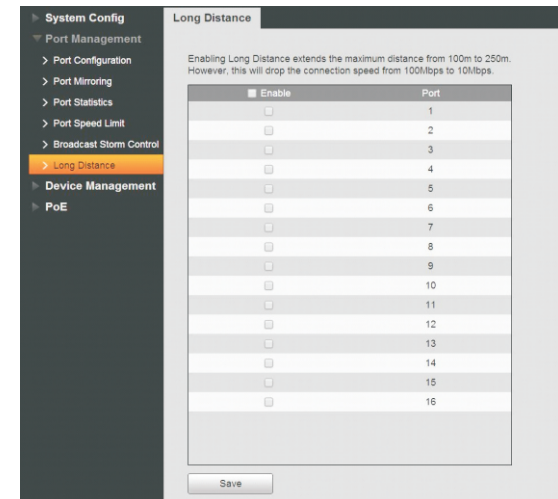 System Config
Port Management
> Port Configuration
> Port Mirroring
> Port Statistics
> Port Speed Limit
> Broadcast Storm Control
> Long Distance
Device Management
PoE
Long Distance
Enabling Long Distance extends the maximum distance from 100m to 250m.
However, this will drop the connection speed from 100Mbps to 10Mbps.
Enable Port
1
2
3
4
5
6
7
8
9
10
11
12
13
14
15
16
Save